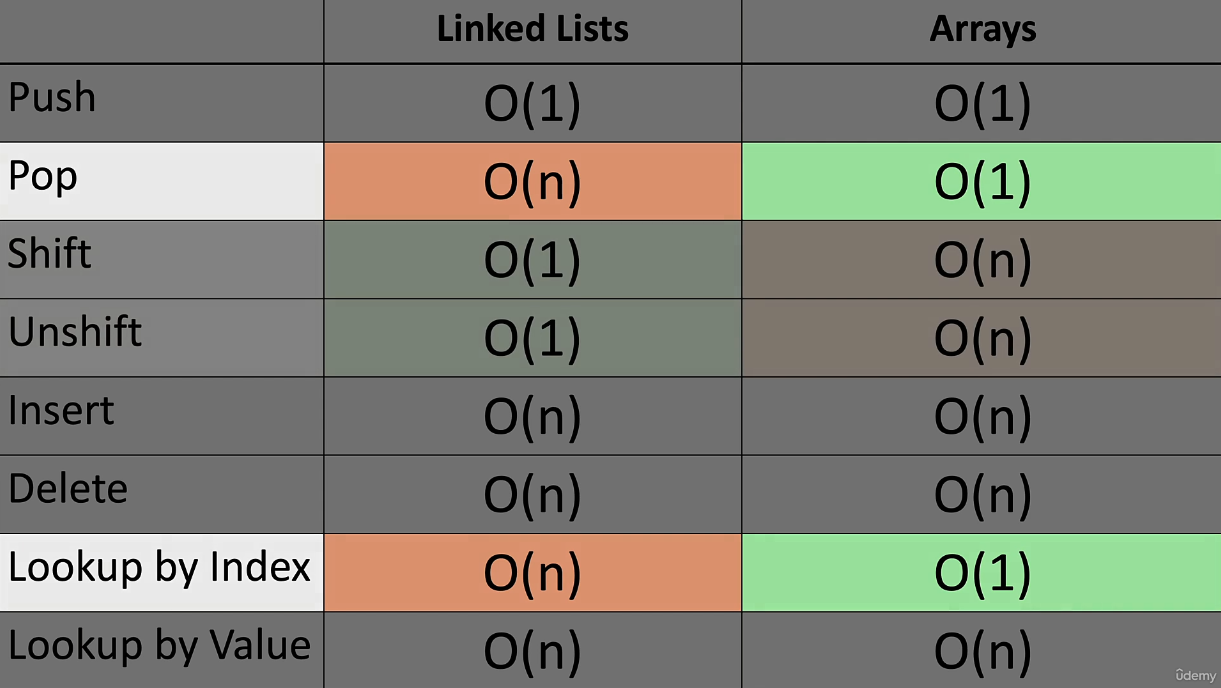 Linked Lists Arrays
Push O(1) O(1)
Pop O(n) O(1)
Shift O(1) O(n)
Unshift O(1) O(n)
Insert O(n) O(n)
Delete O(n) O(n)
Lookup by Index O(n) O(1)
Lookup by Value O(n) O(n)
ûdemy